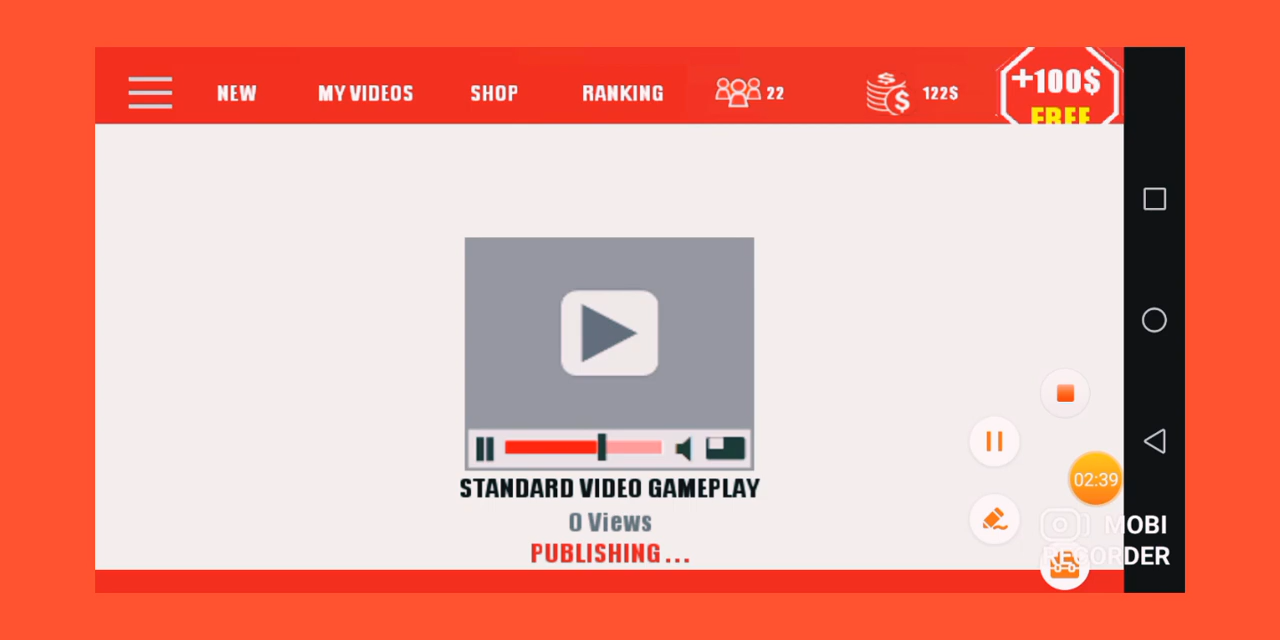 NEW MY VIDEOS SHOP RANKING 22 122$ +100$
FREE
STANDARD VIDEO GAMEPLAY
0 Views
PUBLISHING...
02:39
MOBI
RECORDER